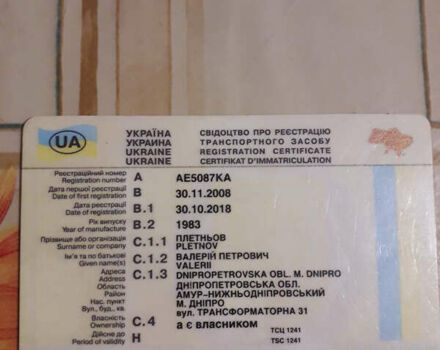 UA
УКРАЇНА СВІДОЦТВО ПРО РЕЄСТРАЦІЮ
УКРАИНА ТРАНСПОРТНОГО ЗАСОБУ
UKRAINE REGISTRATION CERTIFICATE
UKRAINE CERTIFIKAT D'IMMATRICULATION
Реєстраційний номер A AE5087KA
Registration number
Дата першої реєстрації B 30.11.2008
Date of first registration
Дата реєстрації B.1 30.10.2018
Date of registration
Рік випуску B.2 1983
Year of manufacture
Прізвище або організація C.1.1 ПЛЕТНЬОВ
Surname or company PLETNOV
Ім'я та по батькові C.1.2 ВАЛЕРІЙ ПЕТРОВИЧ
Given name(s) VALERII
Адреса C.1.3 DNIPROPETROVSKA OBL. M. DNIPRO
Address
Область ДНІПРОПЕТРОВСЬКА ОБЛ.
Район АМУР-НИЖНЬОДНІПРОВСЬКИЙ
Нас. пункт М. ДНІПРО
Вул., буд., кв. вул. ТРАНСФОРМАТОРНА 31
Власність C.4 а є власником
Ownership
Дійсне до H ТСЦ 1241
Period of validity TSC 1241